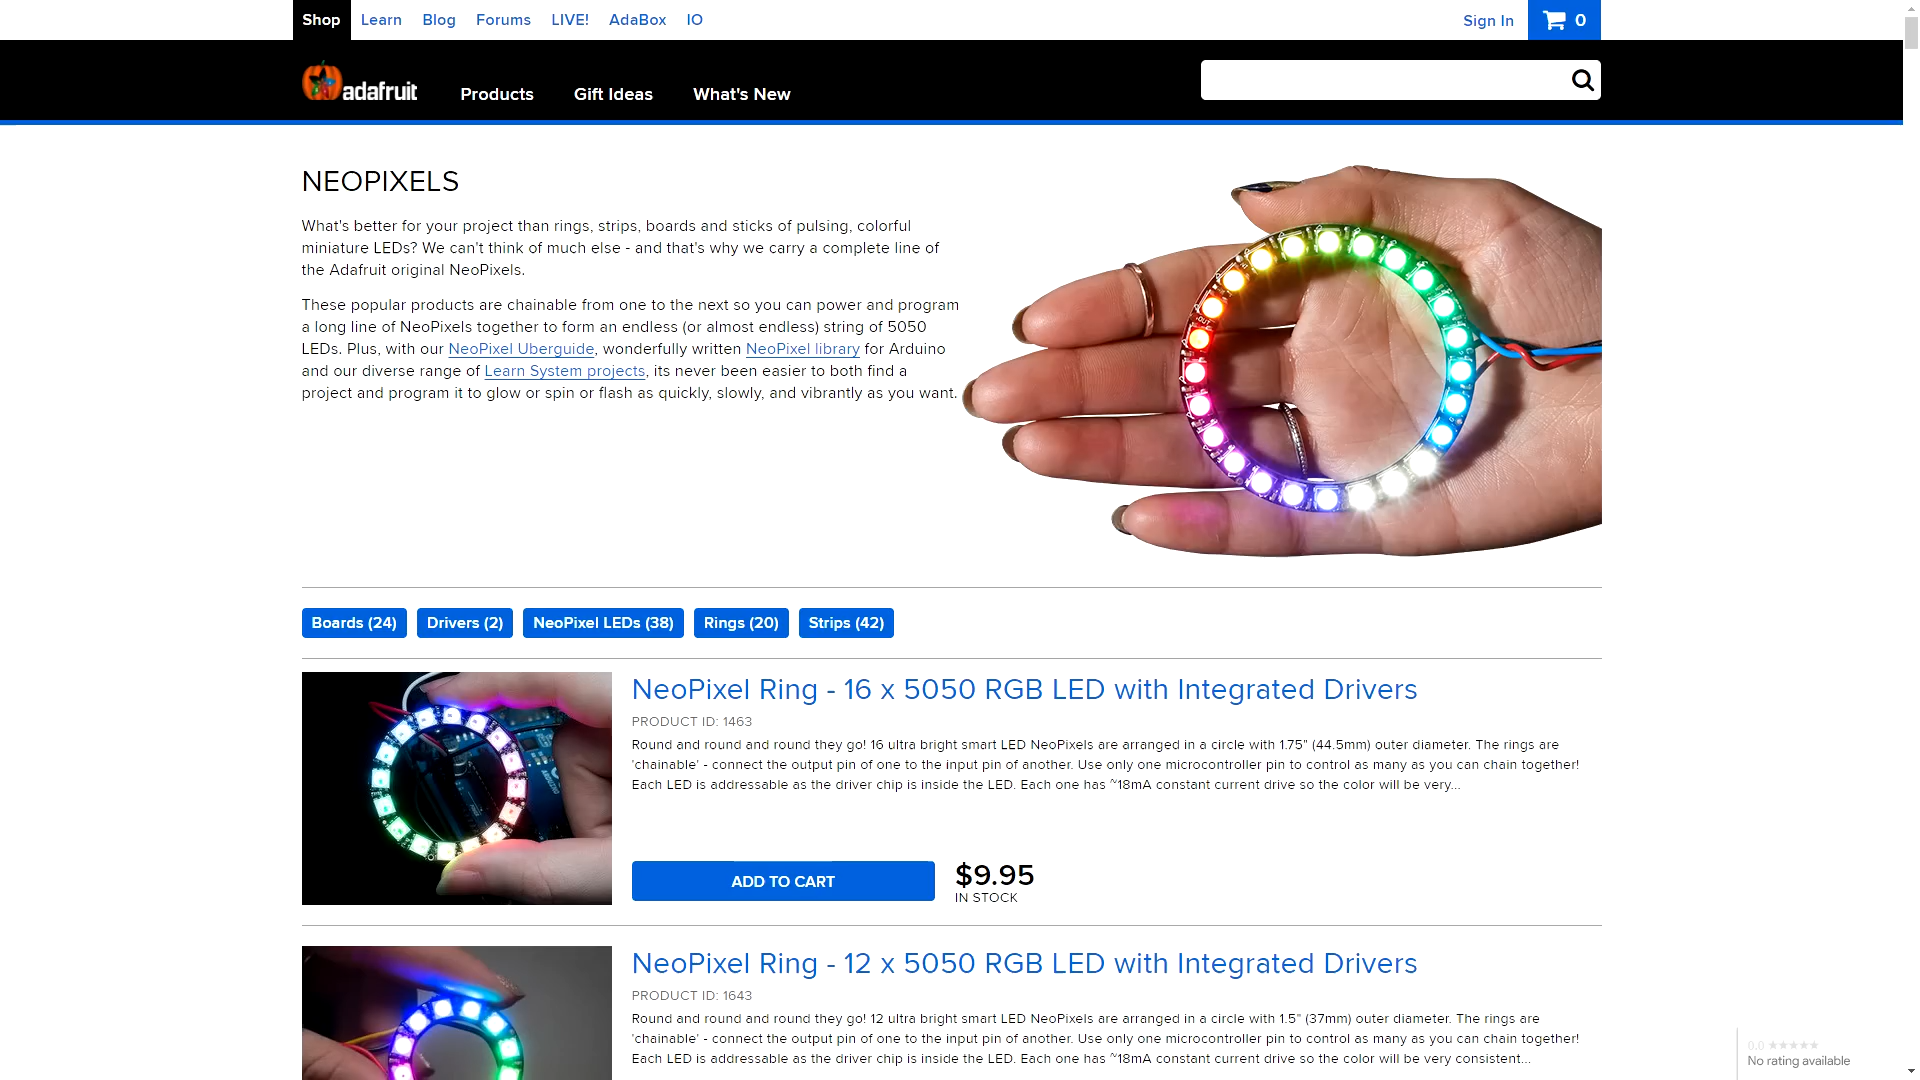 Shop Learn Blog Forums LIVE! AdaBox IO Sign In 0
adafruit Products Gift Ideas What's New
NEOPIXELS
What's better for your project than rings, strips, boards and sticks of pulsing, colorful
miniature LEDs? We can't think of much else - and that's why we carry a complete line of
the Adafruit original NeoPixels.
These popular products are chainable from one to the next so you can power and program
a long line of NeoPixels together to form an endless (or almost endless) string of 5050
LEDs. Plus, with our NeoPixel Uberguide, wonderfully written NeoPixel library for Arduino
and our diverse range of Learn System projects, its never been easier to both find a
project and program it to glow or spin or flash as quickly, slowly, and vibrantly as you want.
Boards (24) Drivers (2) NeoPixel LEDs (38) Rings (20) Strips (42)
NeoPixel Ring - 16 x 5050 RGB LED with Integrated Drivers
PRODUCT ID: 1463
Round and round and round they go! 16 ultra bright smart LED NeoPixels are arranged in a circle with 1.75" (44.5mm) outer diameter. The rings are
'chainable' - connect the output pin of one to the input pin of another. Use only one microcontroller pin to control as many as you can chain together!
Each LED is addressable as the driver chip is inside the LED. Each one has ~18mA constant current drive so the color will be very...
ADD TO CART $9.95
IN STOCK
NeoPixel Ring - 12 x 5050 RGB LED with Integrated Drivers
PRODUCT ID: 1643
Round and round and round they go! 12 ultra bright smart LED NeoPixels are arranged in a circle with 1.5" (37mm) outer diameter. The rings are
'chainable' - connect the output pin of one to the input pin of another. Use only one microcontroller pin to control as many as you can chain together!
Each LED is addressable as the driver chip is inside the LED. Each one has ~18mA constant current drive so the color will be very consistent...
0.0 ★★★★★
No rating available